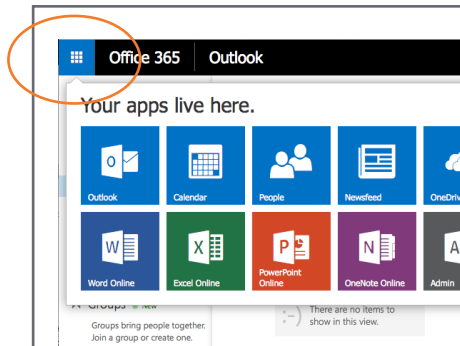 Office 365 Outlook
Your apps live here.
Outlook Calendar People Newsfeed OneDriv
Word Online Excel Online PowerPoint Online OneNote Online Admin
Groups New
Groups bring people together.
Join a group or create one.
:-) There are no items to
show in this view.